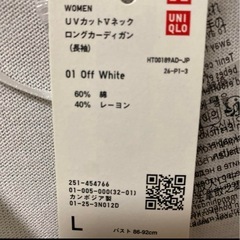 WOMEN
UVカットVネック
ロングカーディガン
(長袖)
UNI
QLO
HT00189AD-JP
26-P1-3
01 Off White
60% 綿
40% レーヨン
251-454766
01-005-000(32-01)
カンボジア製
01-25-3N012D
L
バスト 86-92cm